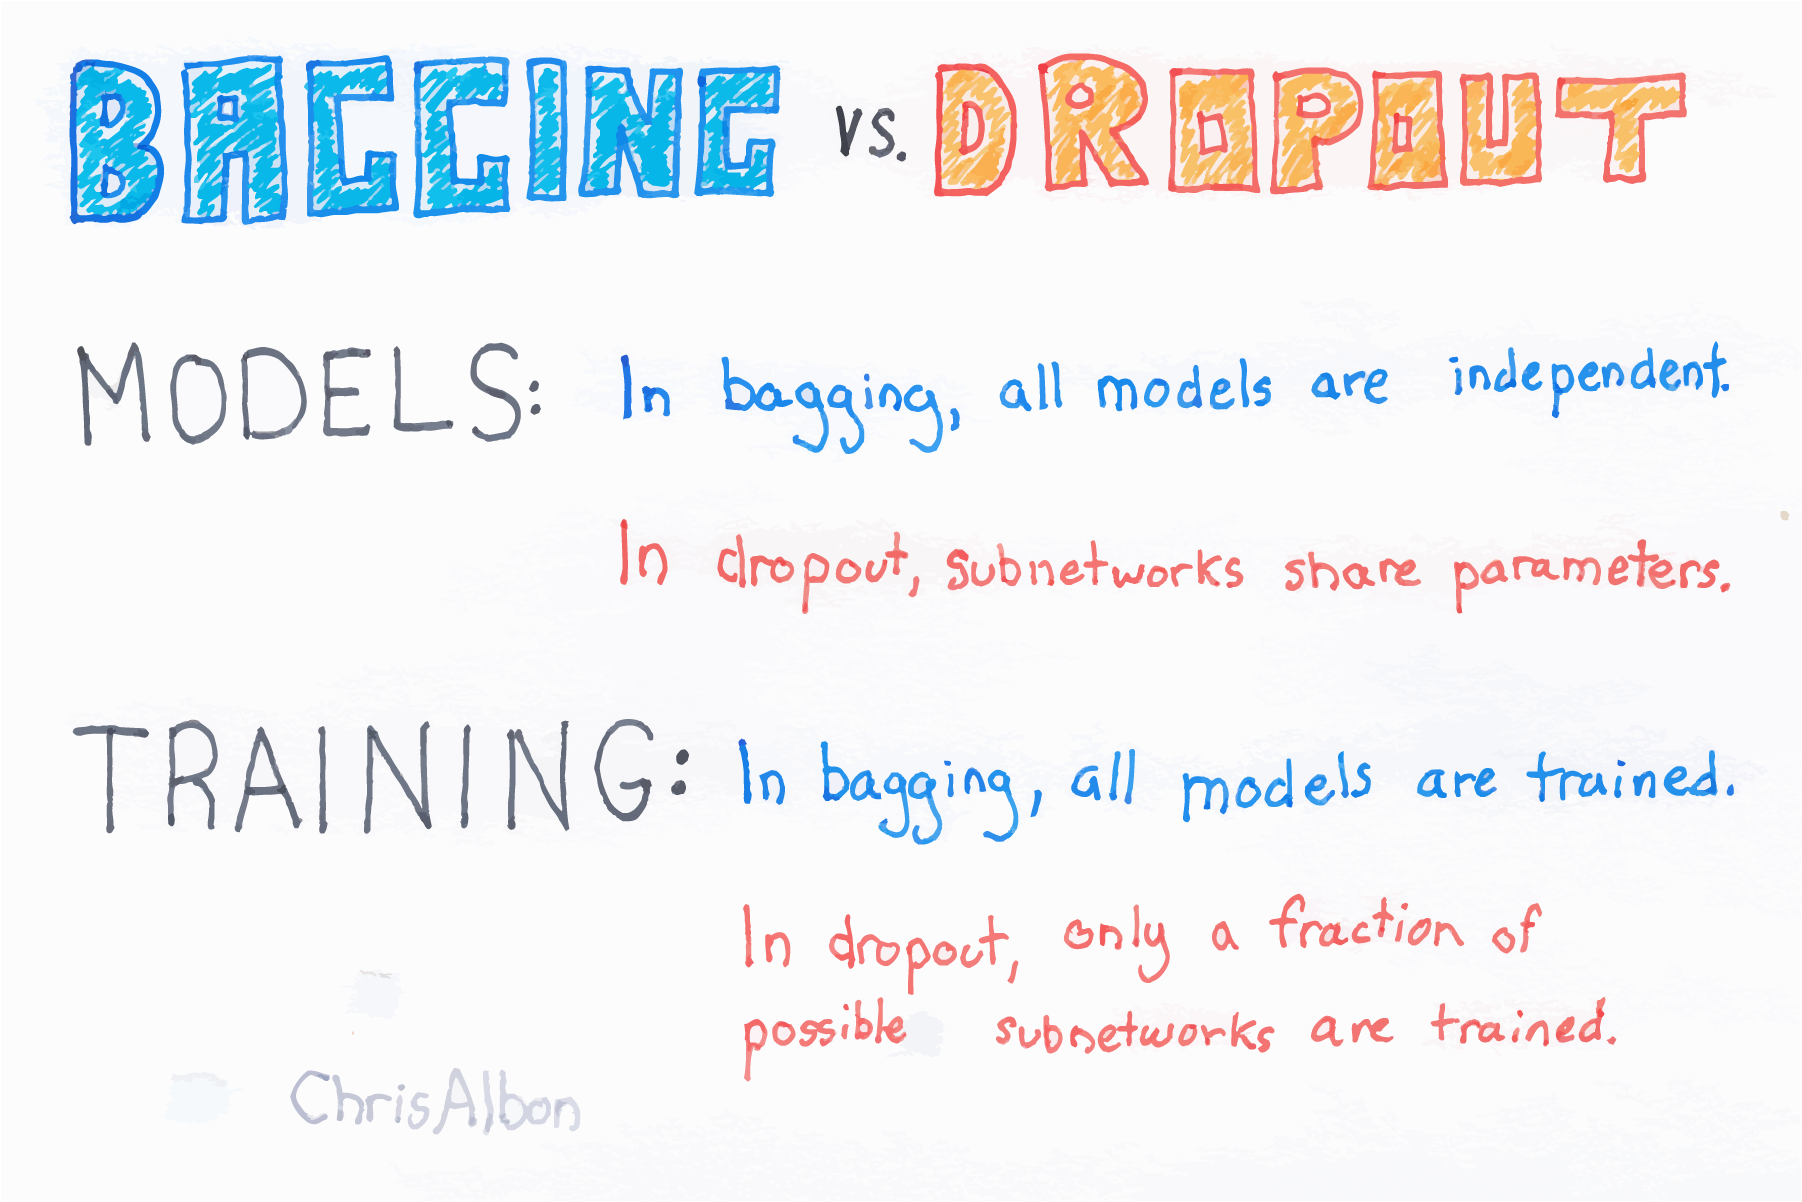 BAGGING vs. DROPOUT
MODELS: In bagging, all models are independent.
In dropout, subnetworks share parameters.
TRAINING: In bagging, all models are trained.
In dropout, only a fraction of
possible subnetworks are trained.
ChrisAlbon